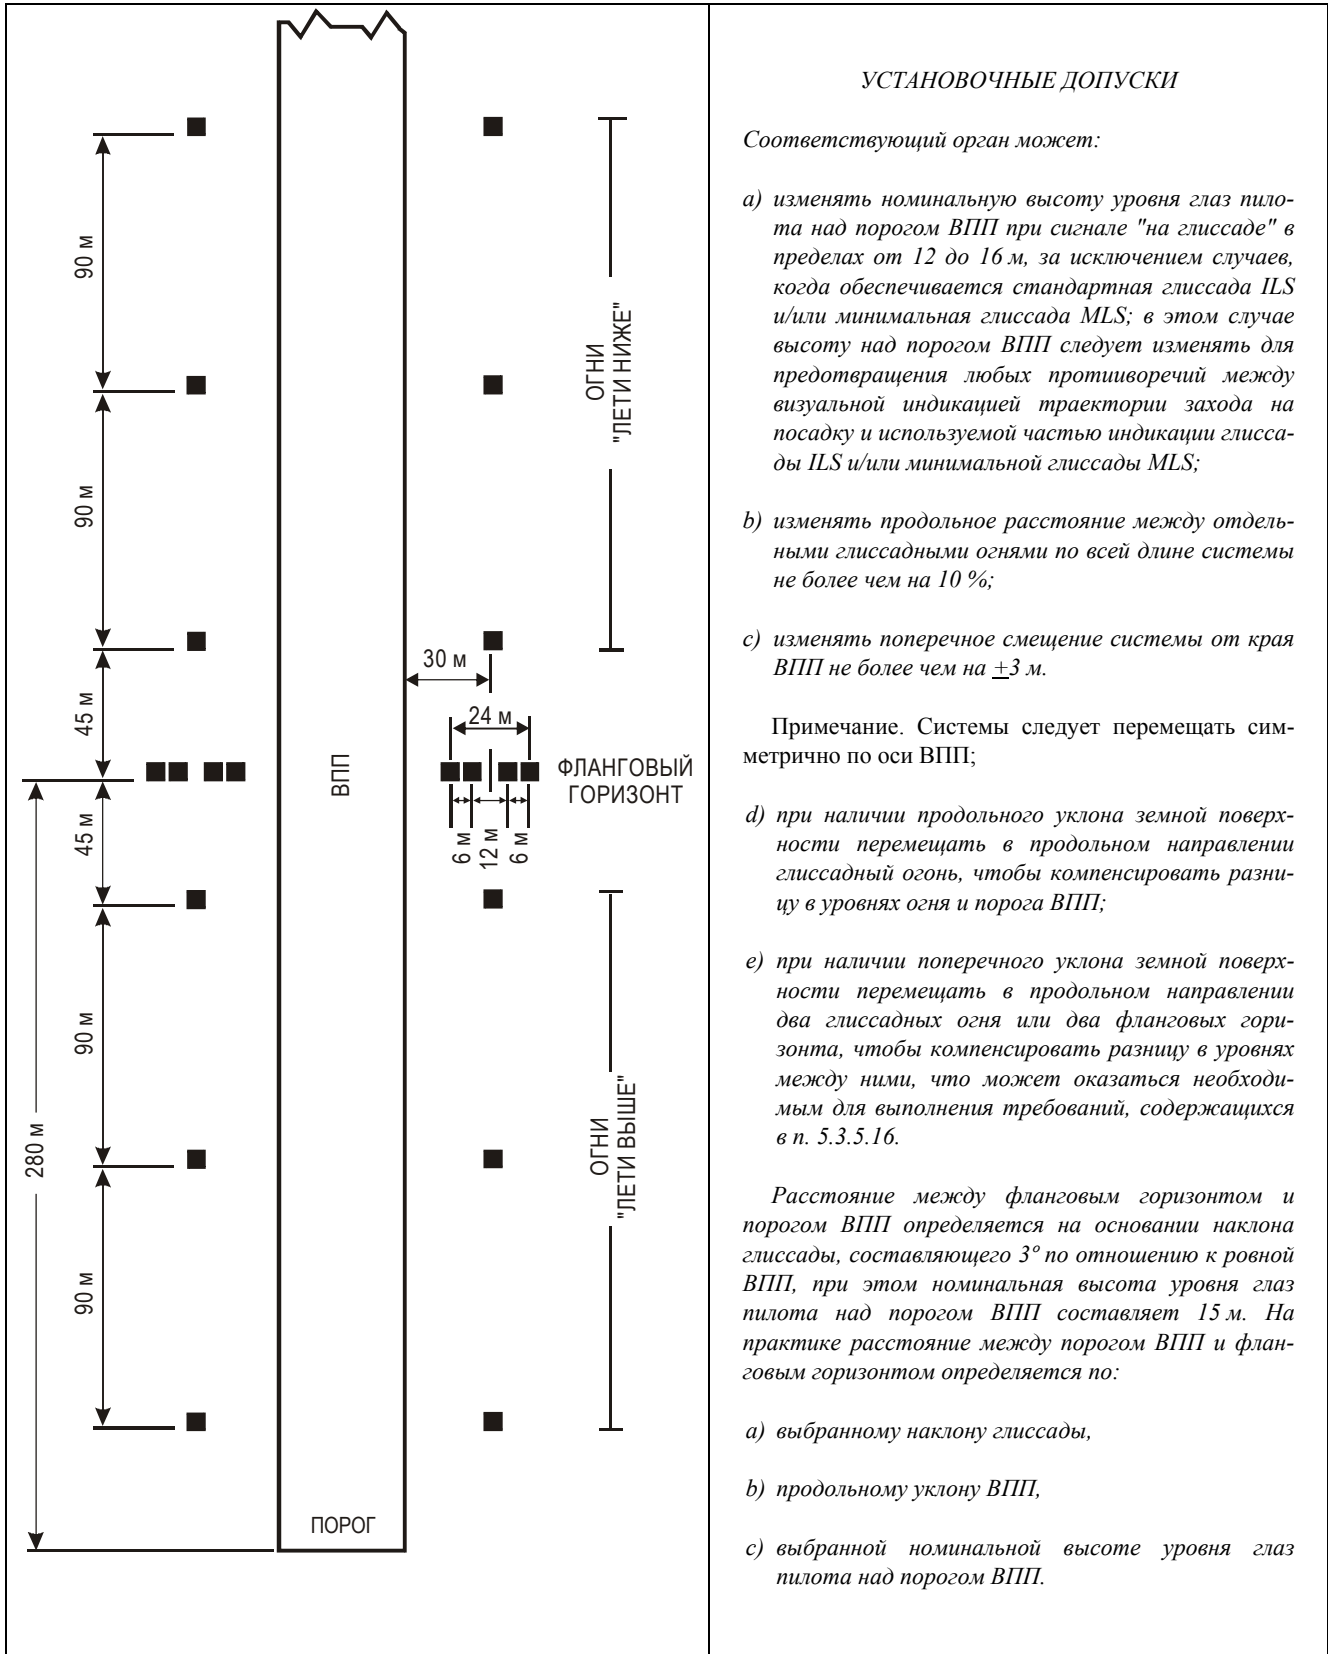 90 м
90 м
45 м
45 м
90 м
90 м
280 м
ВПП
ПОРОГ
30 м
24 м
6 м
12 м
6 м
ФЛАНГОВЫЙ
ГОРИЗОНТ
ОГНИ
"ЛЕТИ НИЖЕ"
ОГНИ
"ЛЕТИ ВЫШЕ"
УСТАНОВОЧНЫЕ ДОПУСКИ
Соответствующий орган может:
a) изменять номинальную высоту уровня глаз пило-
та над порогом ВПП при сигнале "на глиссаде" в
пределах от 12 до 16 м, за исключением случаев,
когда обеспечивается стандартная глиссада ILS
и/или минимальная глиссада MLS; в этом случае
высоту над порогом ВПП следует изменять для
предотвращения любых протииворечий между
визуальной индикацией траектории захода на
посадку и используемой частью индикации глисса-
ды ILS и/или минимальной глиссады MLS;
b) изменять продольное расстояние между отдель-
ными глиссадными огнями по всей длине системы
не более чем на 10 %;
c) изменять поперечное смещение системы от края
ВПП не более чем на ±3 м.
Примечание. Системы следует перемещать сим-
метрично по оси ВПП;
d) при наличии продольного уклона земной поверх-
ности перемещать в продольном направлении
глиссадный огонь, чтобы компенсировать разни-
цу в уровнях огня и порога ВПП;
e) при наличии поперечного уклона земной поверх-
ности перемещать в продольном направлении
два глиссадных огня или два фланговых гори-
зонта, чтобы компенсировать разницу в уровнях
между ними, что может оказаться необходи-
мым для выполнения требований, содержащихся
в п. 5.3.5.16.
Расстояние между фланговым горизонтом и
порогом ВПП определяется на основании наклона
глиссады, составляющего 3º по отношению к ровной
ВПП, при этом номинальная высота уровня глаз
пилота над порогом ВПП составляет 15 м. На
практике расстояние между порогом ВПП и флан-
говым горизонтом определяется по:
a) выбранному наклону глиссады,
b) продольному уклону ВПП,
c) выбранной номинальной высоте уровня глаз
пилота над порогом ВПП.